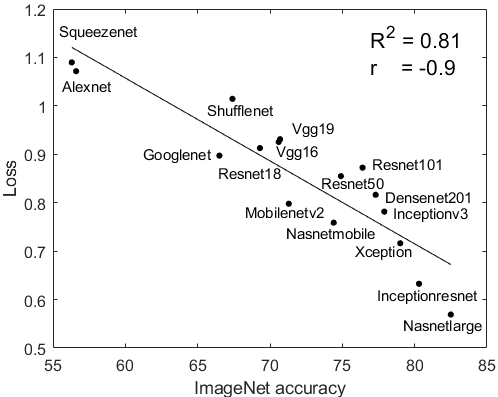 1.2
1.1
1
0.9
0.8
0.7
0.6
0.5
Loss
55
60
65
70
75
80
85
ImageNet accuracy
R² = 0.81
r = -0.9
Squeezenet
Alexnet
Shufflenet
Vgg19
Vgg16
Googlenet
Resnet18
Resnet101
Resnet50
Densenet201
Mobilenetv2
Inceptionv3
Nasnetmobile
Xception
Inceptionresnet
Nasnetlarge